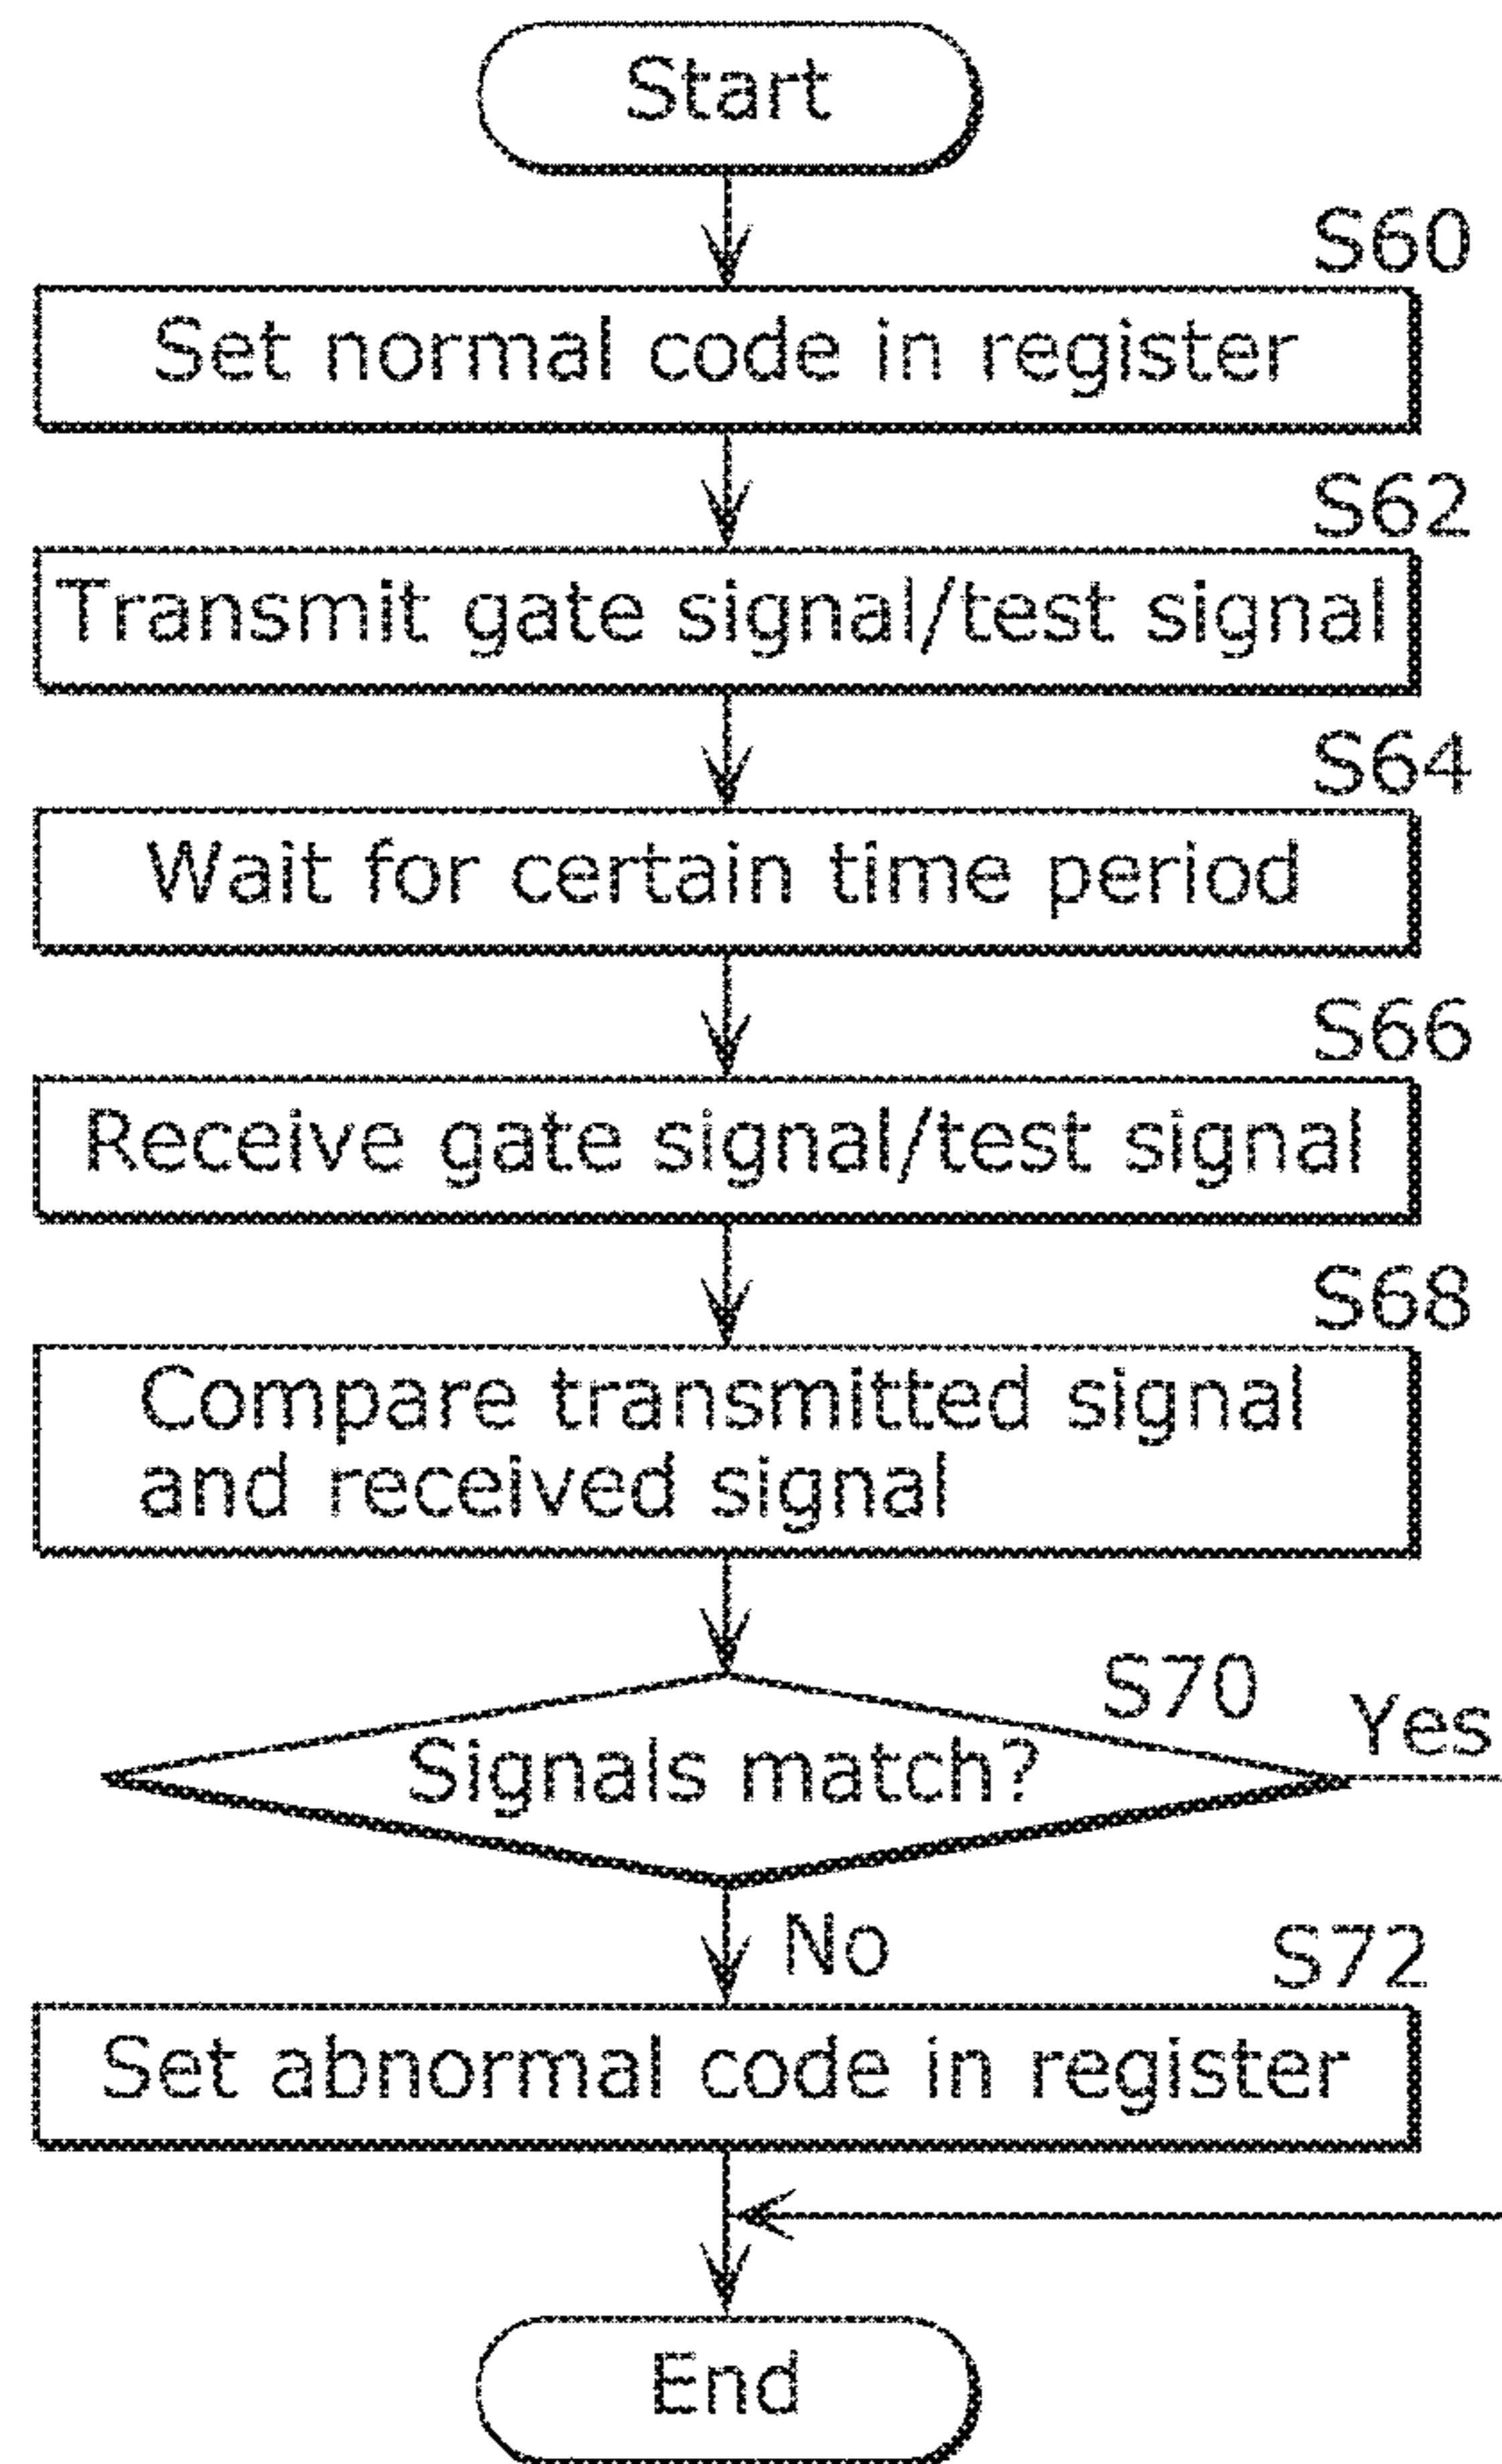 Start
S60
Set normal code in register
S62
Transmit gate signal/test signal
S64
Wait for certain time period
S66
Receive gate signal/test signal
S68
Compare transmitted signal
and received signal
S70
Signals match?
Yes
No
S72
Set abnormal code in register
End